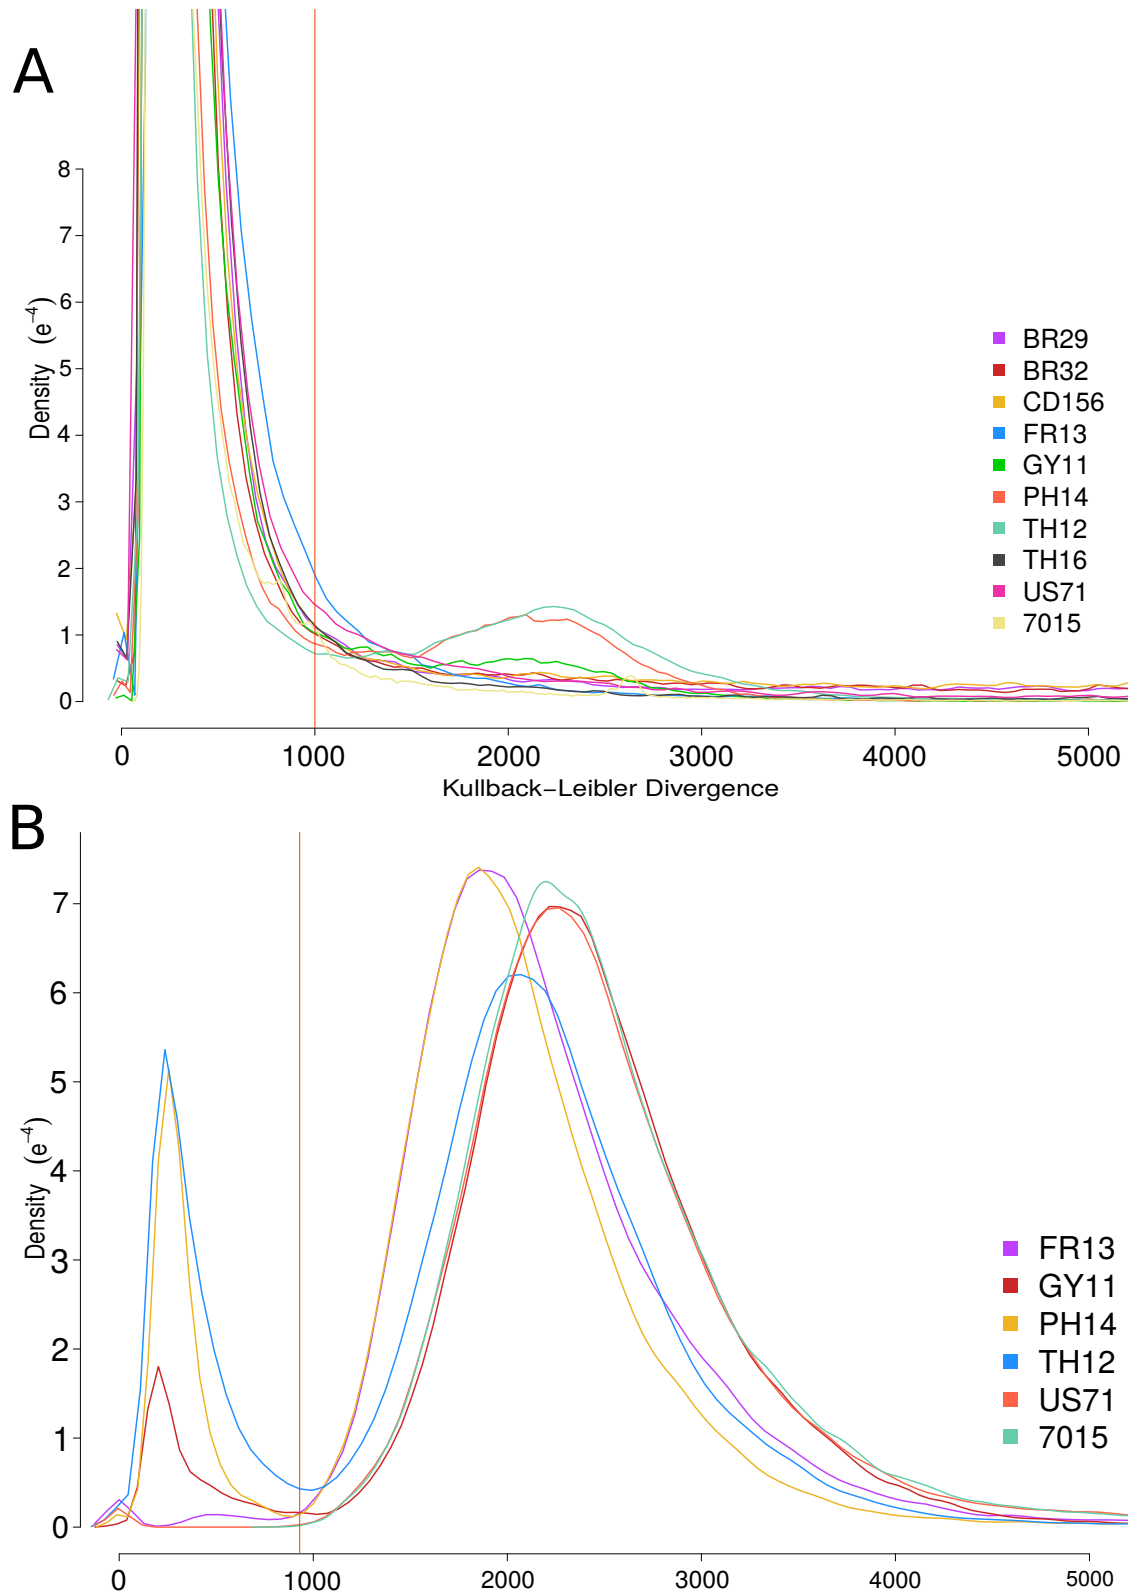 A
8
7
6
5
4
3
2
1
0
Density (e⁻⁴)
BR29
BR32
CD156
FR13
GY11
PH14
TH12
TH16
US71
7015
0 1000 2000 3000 4000 5000
Kullback−Leibler Divergence
B
7
6
5
4
3
2
1
0
Density (e⁻⁴)
FR13
GY11
PH14
TH12
US71
7015
0 1000 2000 3000 4000 5000